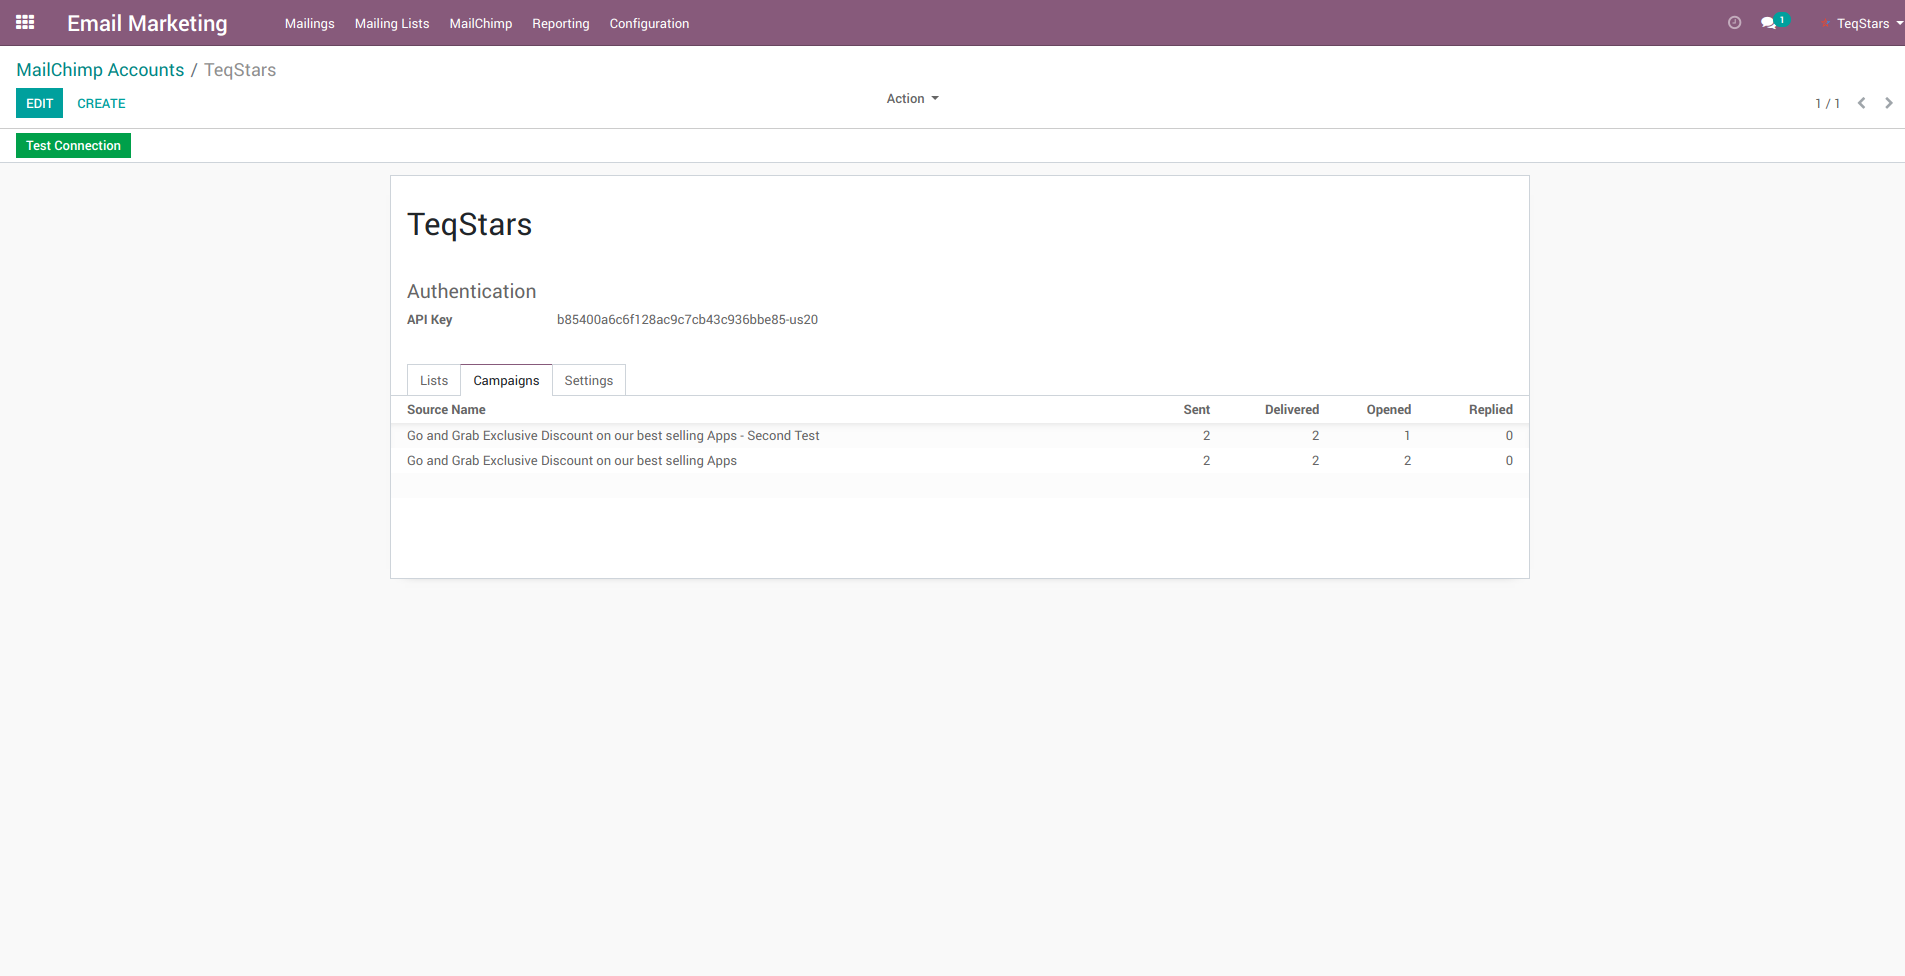 Email Marketing Mailings Mailing Lists MailChimp Reporting Configuration 1 TeqStars
MailChimp Accounts / TeqStars
EDIT CREATE Action 1 / 1
Test Connection
TeqStars
Authentication
API Key b85400a6c6f128ac9c7cb43c936bbe85-us20
Lists Campaigns Settings
Source Name Sent Delivered Opened Replied
Go and Grab Exclusive Discount on our best selling Apps - Second Test 2 2 1 0
Go and Grab Exclusive Discount on our best selling Apps 2 2 2 0